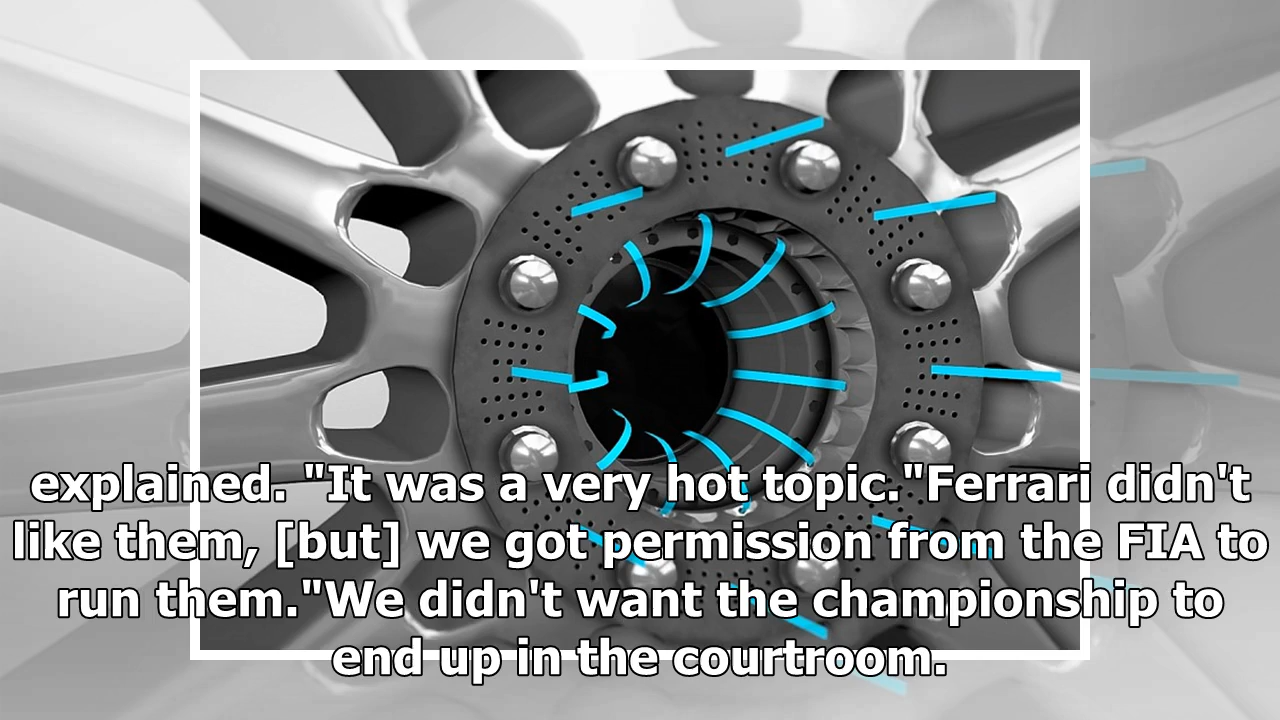 explained. "It was a very hot topic."Ferrari didn't
like them, [but] we got permission from the FIA to
run them."We didn't want the championship to
end up in the courtroom.